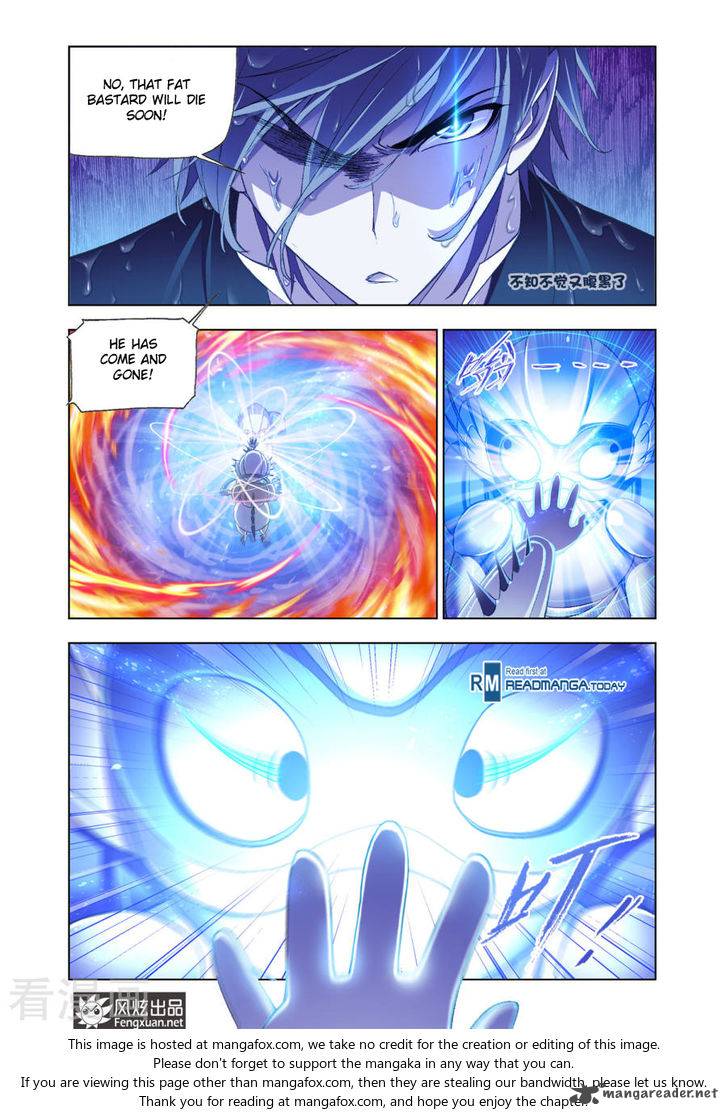 NO, THAT FAT
BASTARD WILL DIE
SOON!
不知不觉又腹黑了
HE HAS
COME AND
GONE!
哔
RM
Read first at
READMANGA.TODAY
叮
看漫画
风炫出品
Fengxuan.net
This image is hosted at mangafox.com, we take no credit for the creation or editing of this image.
Please don't forget to support the mangaka in any way that you can.
If you are viewing this page other than mangafox.com, then they are stealing our bandwidth, please let us know.
Thank you for reading at mangafox.com, and hope you enjoy the chapter.
mangareader.net